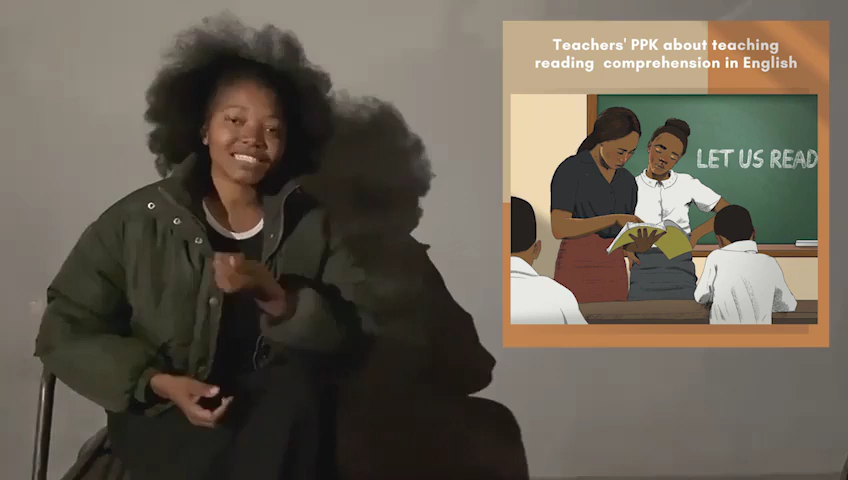 Teachers' PPK about teaching
reading comprehension in English
LET US READ